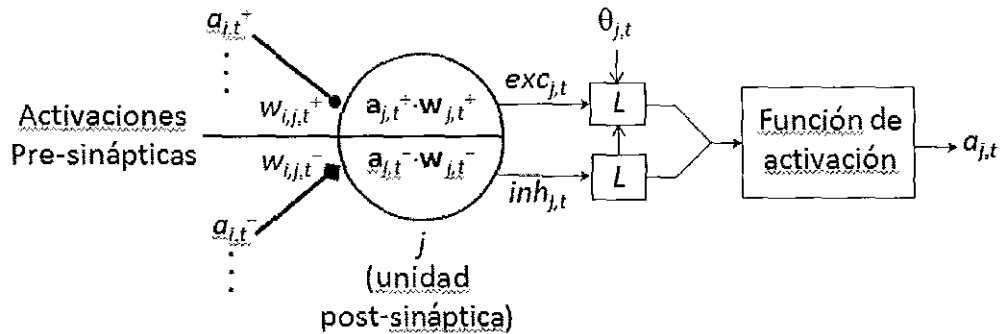 a_{i,t}^+
θ_{j,t}
w_{i,j,t}^+
a_{j,t}^+·w_{j,t}^+
exc_{j,t}
L
Activaciones
Pre-sinápticas
Función de
activación
a_{j,t}
w_{i,j,t}^-
a_{j,t}^-·w_{j,t}^-
inh_{j,t}
L
a_{i,t}^-
j
(unidad
post-sináptica)